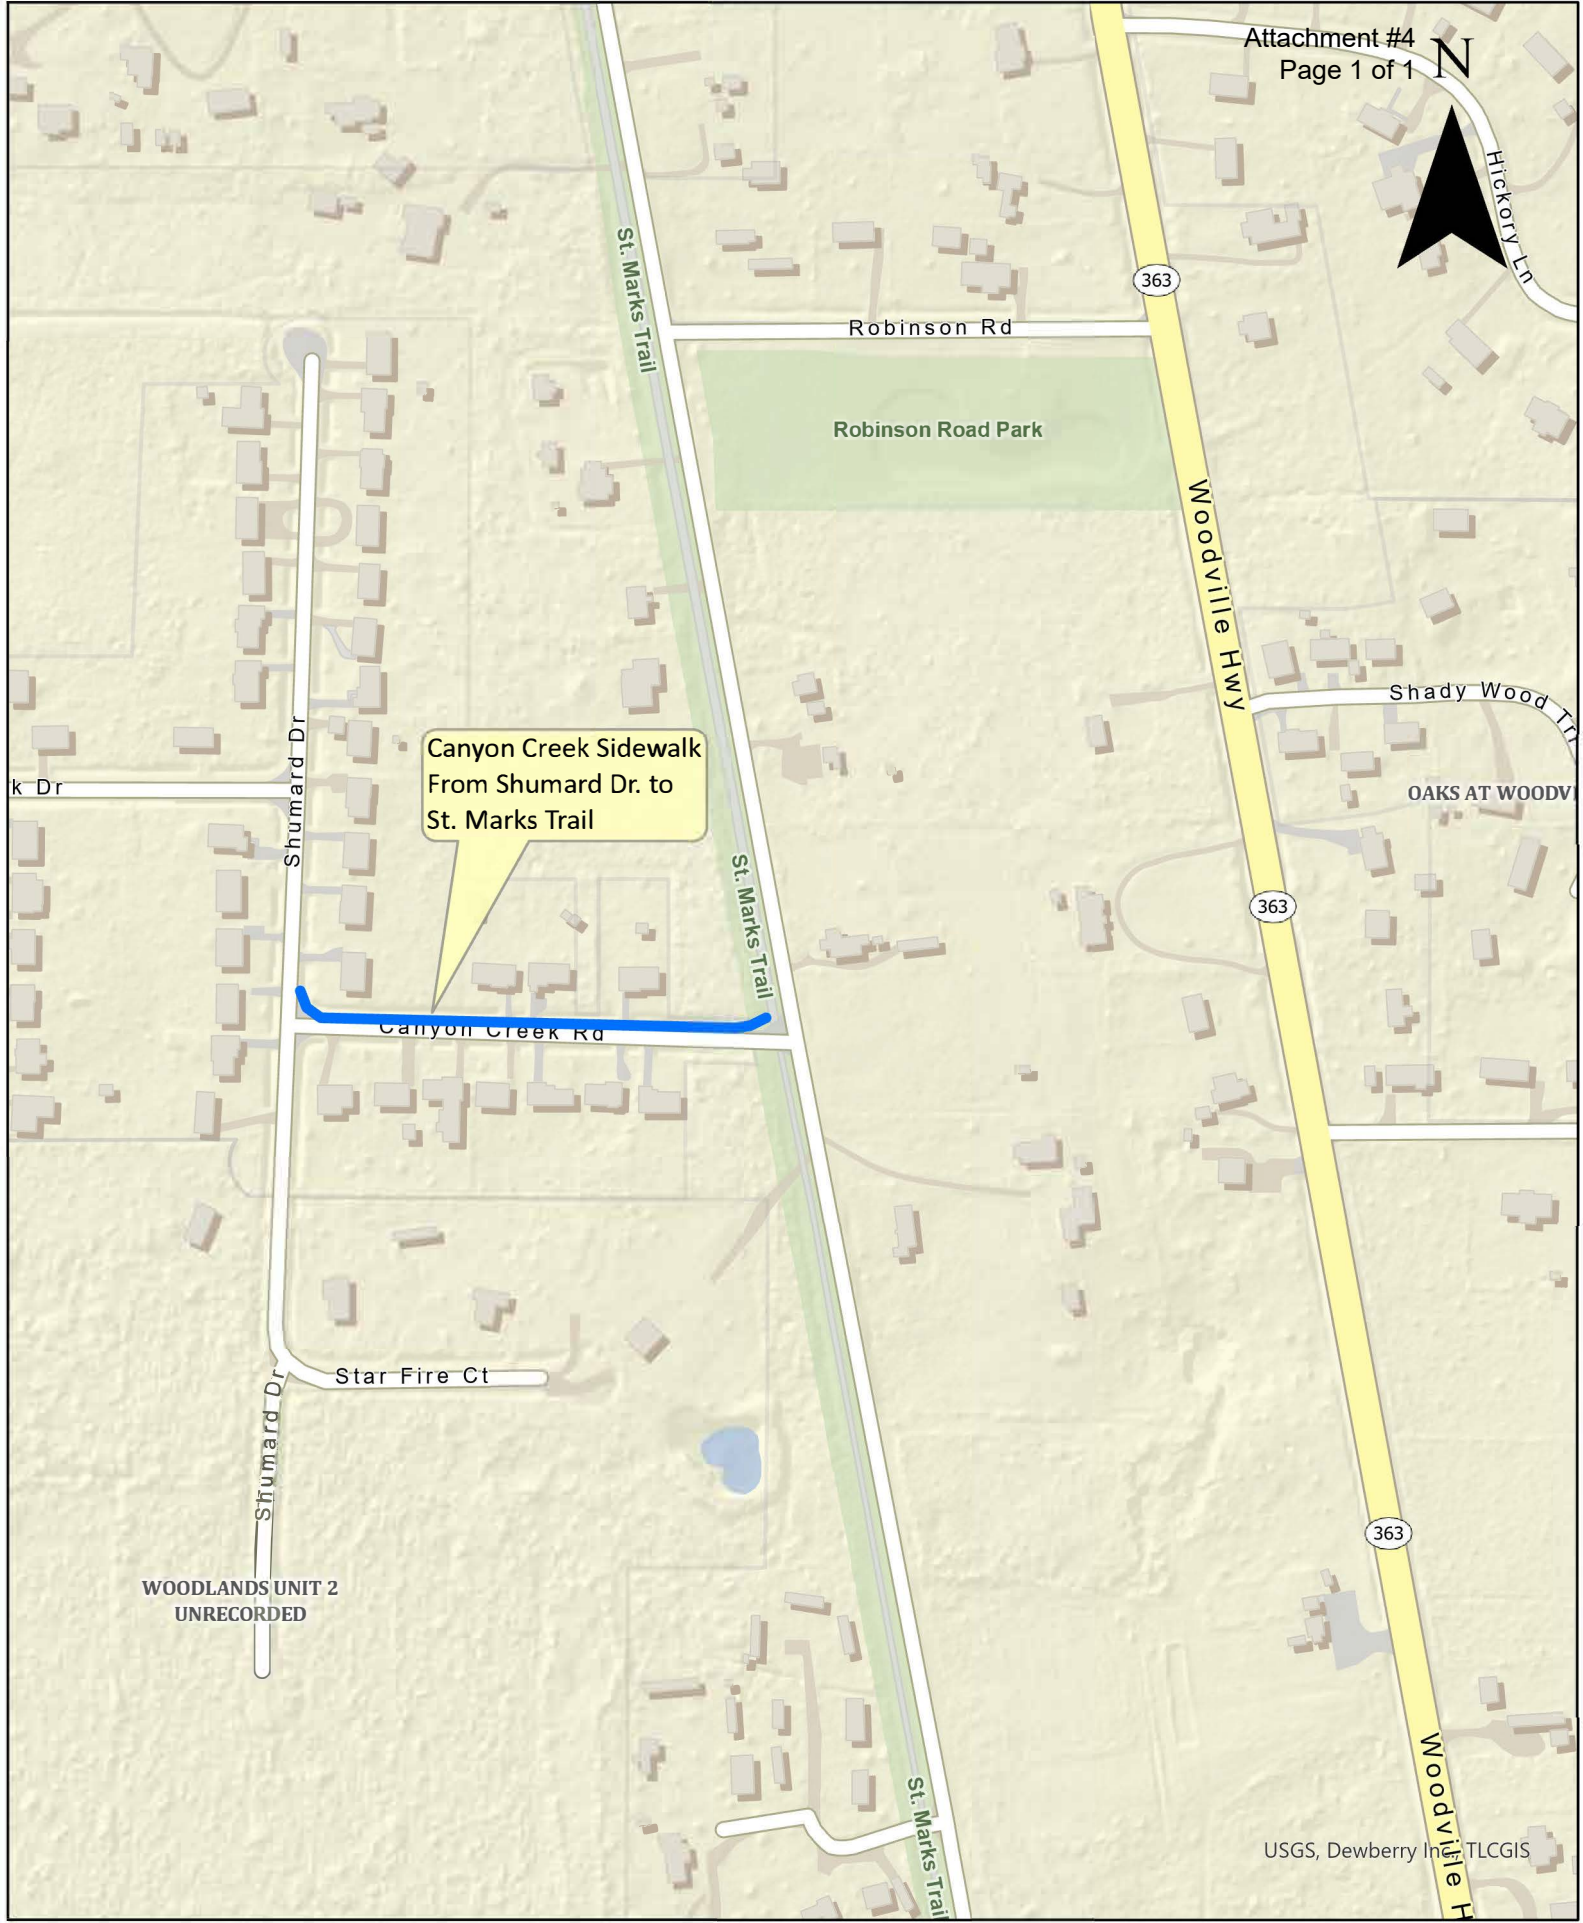 Attachment #4
Page 1 of 1
N
Hickory Ln
St. Marks Trail
363
Robinson Rd
Robinson Road Park
Woodville Hwy
Shady Wood Trl
Shumard Dr
Canyon Creek Sidewalk
From Shumard Dr. to
St. Marks Trail
k Dr
OAKS AT WOODVI
St. Marks Trail
363
Canyon Creek Rd
Star Fire Ct
Shumard Dr
363
WOODLANDS UNIT 2
UNRECORDED
Woodville H
St. Marks Trail
USGS, Dewberry Inc., TLCGIS